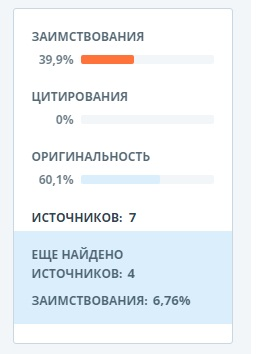 ЗАИМСТВОВАНИЯ
39,9%
ЦИТИРОВАНИЯ
0%
ОРИГИНАЛЬНОСТЬ
60,1%
ИСТОЧНИКОВ: 7
ЕЩЕ НАЙДЕНО
ИСТОЧНИКОВ: 4
ЗАИМСТВОВАНИЯ: 6,76%